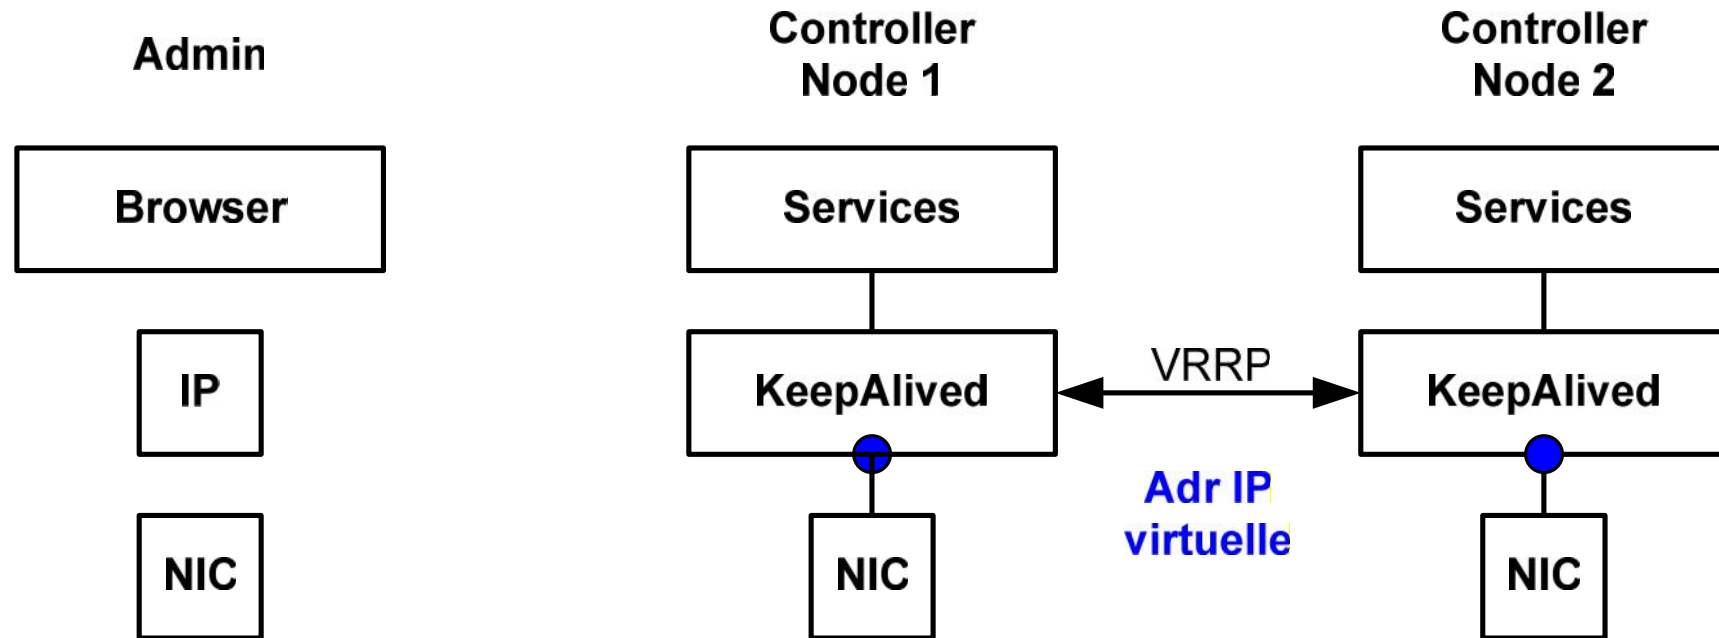 Admin
Controller
Node 1
Controller
Node 2
Browser
Services
Services
IP
KeepAlived
VRRP
KeepAlived
Adr IP
virtuelle
NIC
NIC
NIC